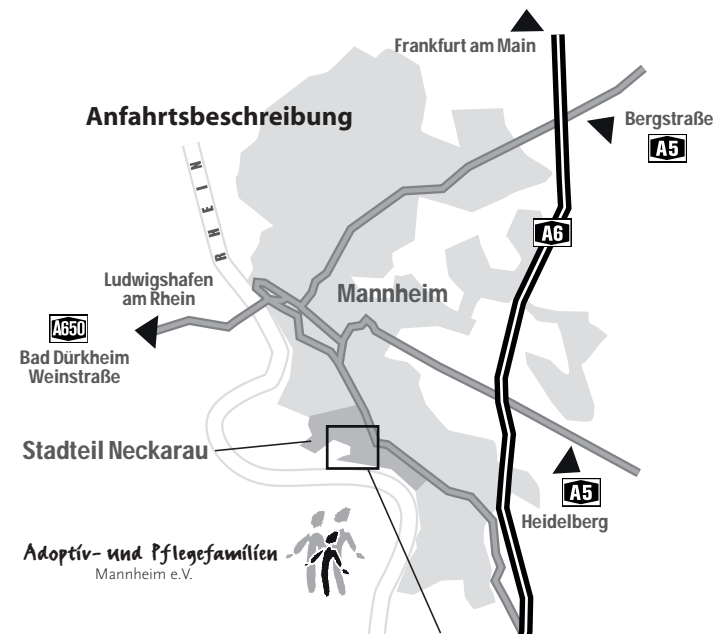 Frankfurt am Main
Anfahrtsbeschreibung
Bergstraße
A5
RHEIN
A6
Ludwigshafen
am Rhein
Mannheim
A650
Bad Dürkheim
Weinstraße
Stadteil Neckarau
A5
Heidelberg
Adoptiv- und Pflegefamilien
Mannheim e.V.